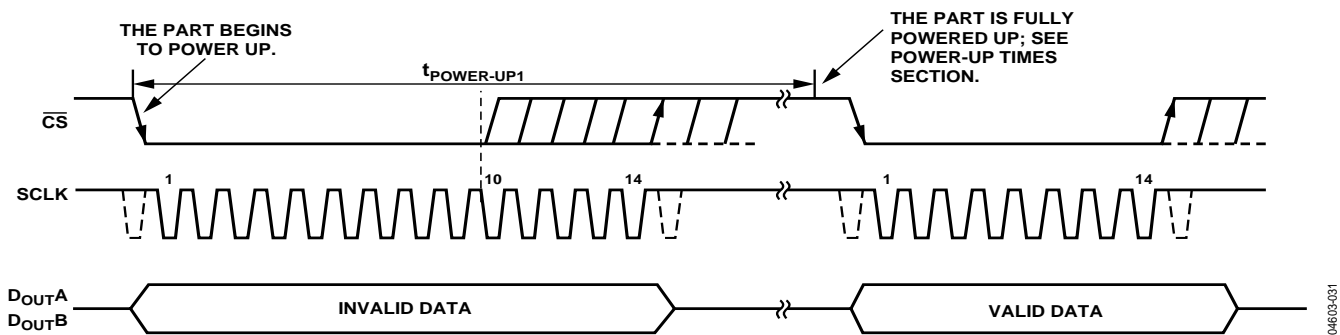 THE PART BEGINS
TO POWER UP.
THE PART IS FULLY
POWERED UP; SEE
POWER-UP TIMES
SECTION.
tPOWER-UP1
CS
SCLK
1
10
14
1
14
DOUTA
DOUTB
INVALID DATA
VALID DATA
04603-031